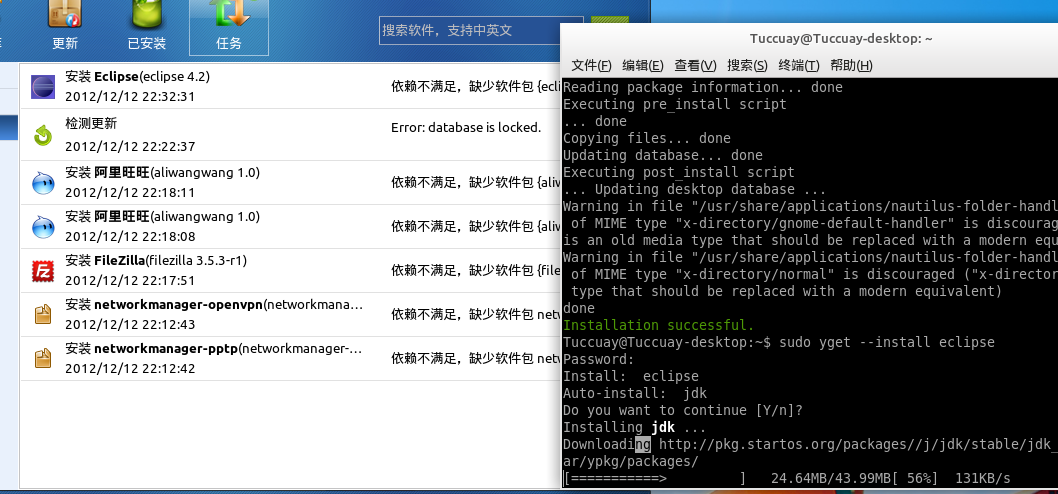 更新
已安装
任务
搜索软件，支持中英文
安装 Eclipse(eclipse 4.2)
2012/12/12 22:32:31
依赖不满足，缺少软件包 {ecli
检测更新
2012/12/12 22:22:37
Error: database is locked.
安装 阿里旺旺(aliwangwang 1.0)
2012/12/12 22:18:11
依赖不满足，缺少软件包 {aliw
安装 阿里旺旺(aliwangwang 1.0)
2012/12/12 22:18:08
依赖不满足，缺少软件包 {aliw
安装 FileZilla(filezilla 3.5.3-r1)
2012/12/12 22:17:51
依赖不满足，缺少软件包 {file
安装 networkmanager-openvpn(networkmana...
2012/12/12 22:12:43
依赖不满足，缺少软件包 netw
安装 networkmanager-pptp(networkmanager-...
2012/12/12 22:12:42
依赖不满足，缺少软件包 netw
Tuccuay@Tuccuay-desktop: ~
文件(F) 编辑(E) 查看(V) 搜索(S) 终端(T) 帮助(H)
Reading package information... done
Executing pre_install script
... done
Copying files... done
Updating database... done
Executing post_install script
... Updating desktop database ...
Warning in file "/usr/share/applications/nautilus-folder-handl
of MIME type "x-directory/gnome-default-handler" is discourag
is an old media type that should be replaced with a modern equ
Warning in file "/usr/share/applications/nautilus-folder-handl
of MIME type "x-directory/normal" is discouraged ("x-director
type that should be replaced with a modern equivalent)
done
Installation successful.
Tuccuay@Tuccuay-desktop:~$ sudo yget --install eclipse
Password:
Install:  eclipse
Auto-install:  jdk
Do you want to continue [Y/n]?
Installing jdk ...
Downloading http://pkg.startos.org/packages//j/jdk/stable/jdk_
ar/ypkg/packages/
[===========>         ]   24.64MB/43.99MB[ 56%]  131KB/s